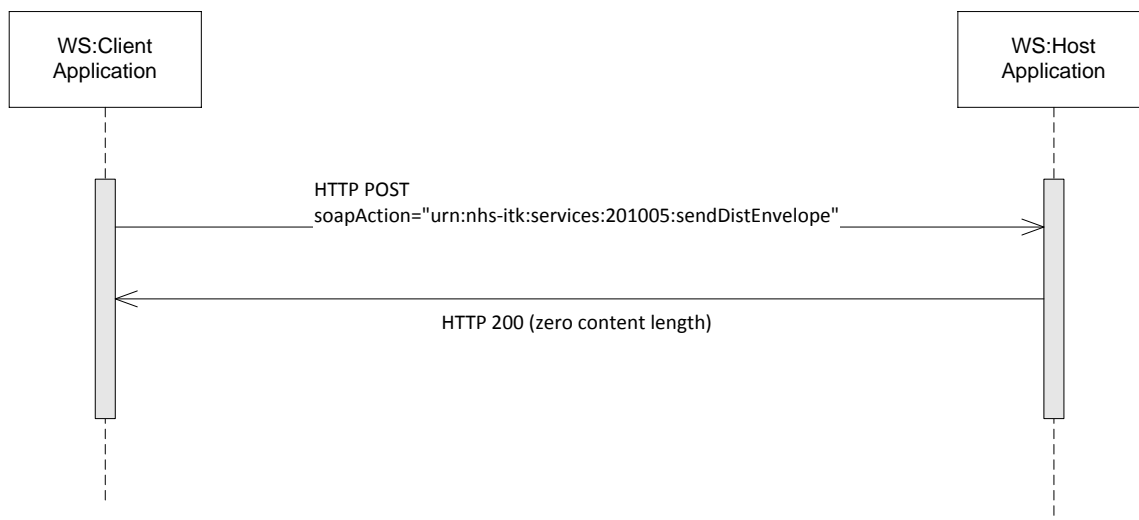 WS:Client
Application
WS:Host
Application
HTTP POST
soapAction="urn:nhs-itk:services:201005:sendDistEnvelope"
HTTP 200 (zero content length)